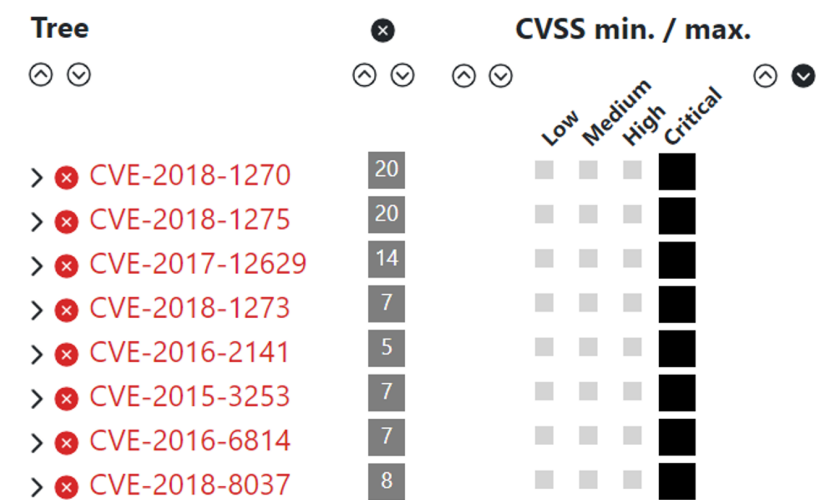 Tree CVSS min. / max.
Low Medium High Critical
CVE-2018-1270 20
CVE-2018-1275 20
CVE-2017-12629 14
CVE-2018-1273 7
CVE-2016-2141 5
CVE-2015-3253 7
CVE-2016-6814 7
CVE-2018-8037 8